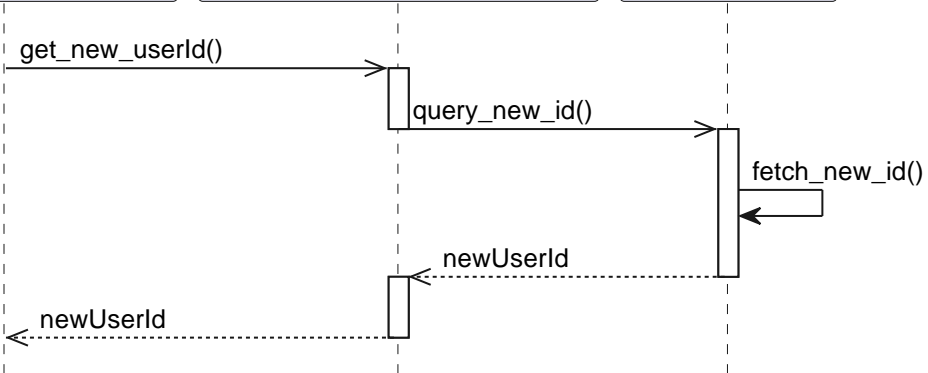 get_new_userId()
query_new_id()
fetch_new_id()
newUserId
newUserId